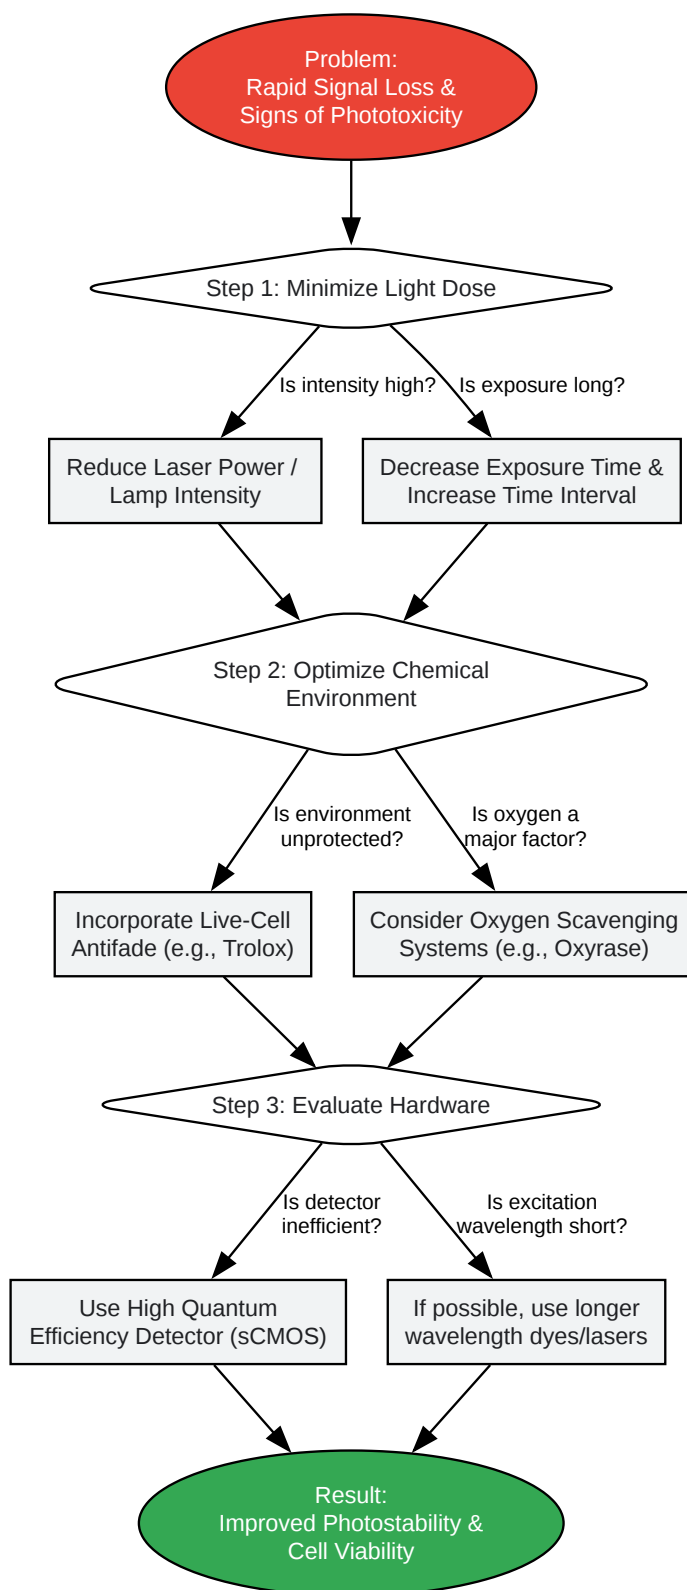 Problem:
Rapid Signal Loss &
Signs of Phototoxicity
Step 1: Minimize Light Dose
Is intensity high?
Is exposure long?
Reduce Laser Power /
Lamp Intensity
Decrease Exposure Time &
Increase Time Interval
Step 2: Optimize Chemical
Environment
Is environment
unprotected?
Is oxygen a
major factor?
Incorporate Live-Cell
Antifade (e.g., Trolox)
Consider Oxygen Scavenging
Systems (e.g., Oxyrase)
Step 3: Evaluate Hardware
Is detector
inefficient?
Is excitation
wavelength short?
Use High Quantum
Efficiency Detector (sCMOS)
If possible, use longer
wavelength dyes/lasers
Result:
Improved Photostability &
Cell Viability